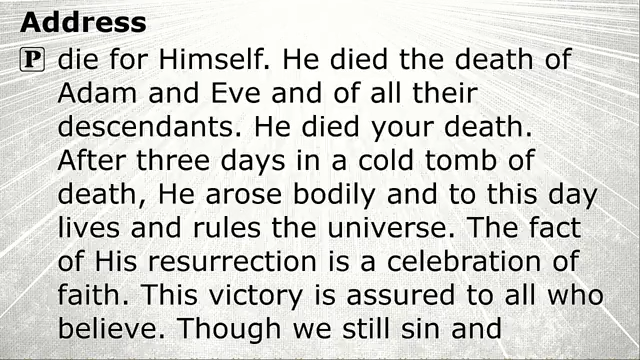 Address
P die for Himself. He died the death of
Adam and Eve and of all their
descendants. He died your death.
After three days in a cold tomb of
death, He arose bodily and to this day
lives and rules the universe. The fact
of His resurrection is a celebration of
faith. This victory is assured to all who
believe. Though we still sin and